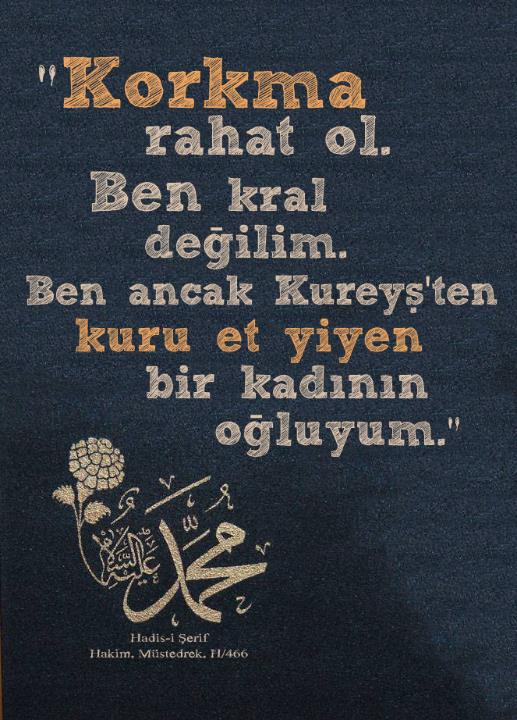 "Korkma
rahat ol.
Ben kral
değilim.
Ben ancak Kureyş'ten
kuru et yiyen
bir kadının
oğluyum."
محمد
عليه السلام
Hadis-i Şerif
Hakim, Müstedrek, II/466